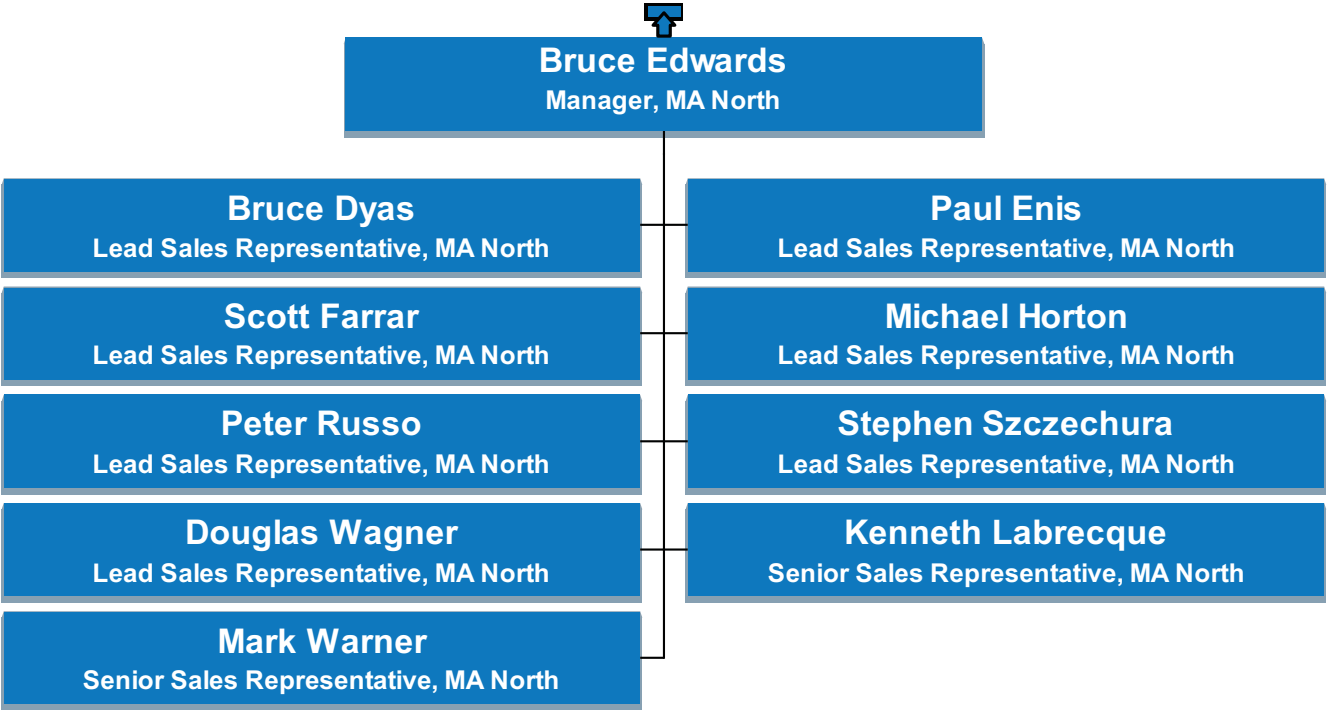 Bruce Edwards
Manager, MA North
Bruce Dyas
Lead Sales Representative, MA North
Paul Enis
Lead Sales Representative, MA North
Scott Farrar
Lead Sales Representative, MA North
Michael Horton
Lead Sales Representative, MA North
Peter Russo
Lead Sales Representative, MA North
Stephen Szczechura
Lead Sales Representative, MA North
Douglas Wagner
Lead Sales Representative, MA North
Kenneth Labrecque
Senior Sales Representative, MA North
Mark Warner
Senior Sales Representative, MA North